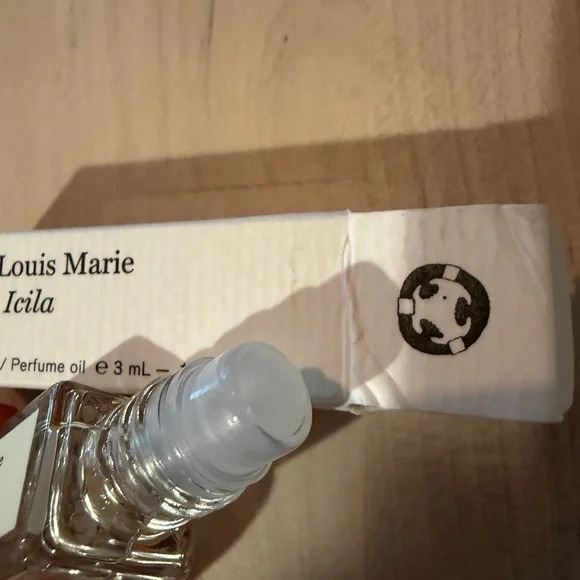 Louis Marie
Icila
/ Perfume oil ℮ 3 mL –